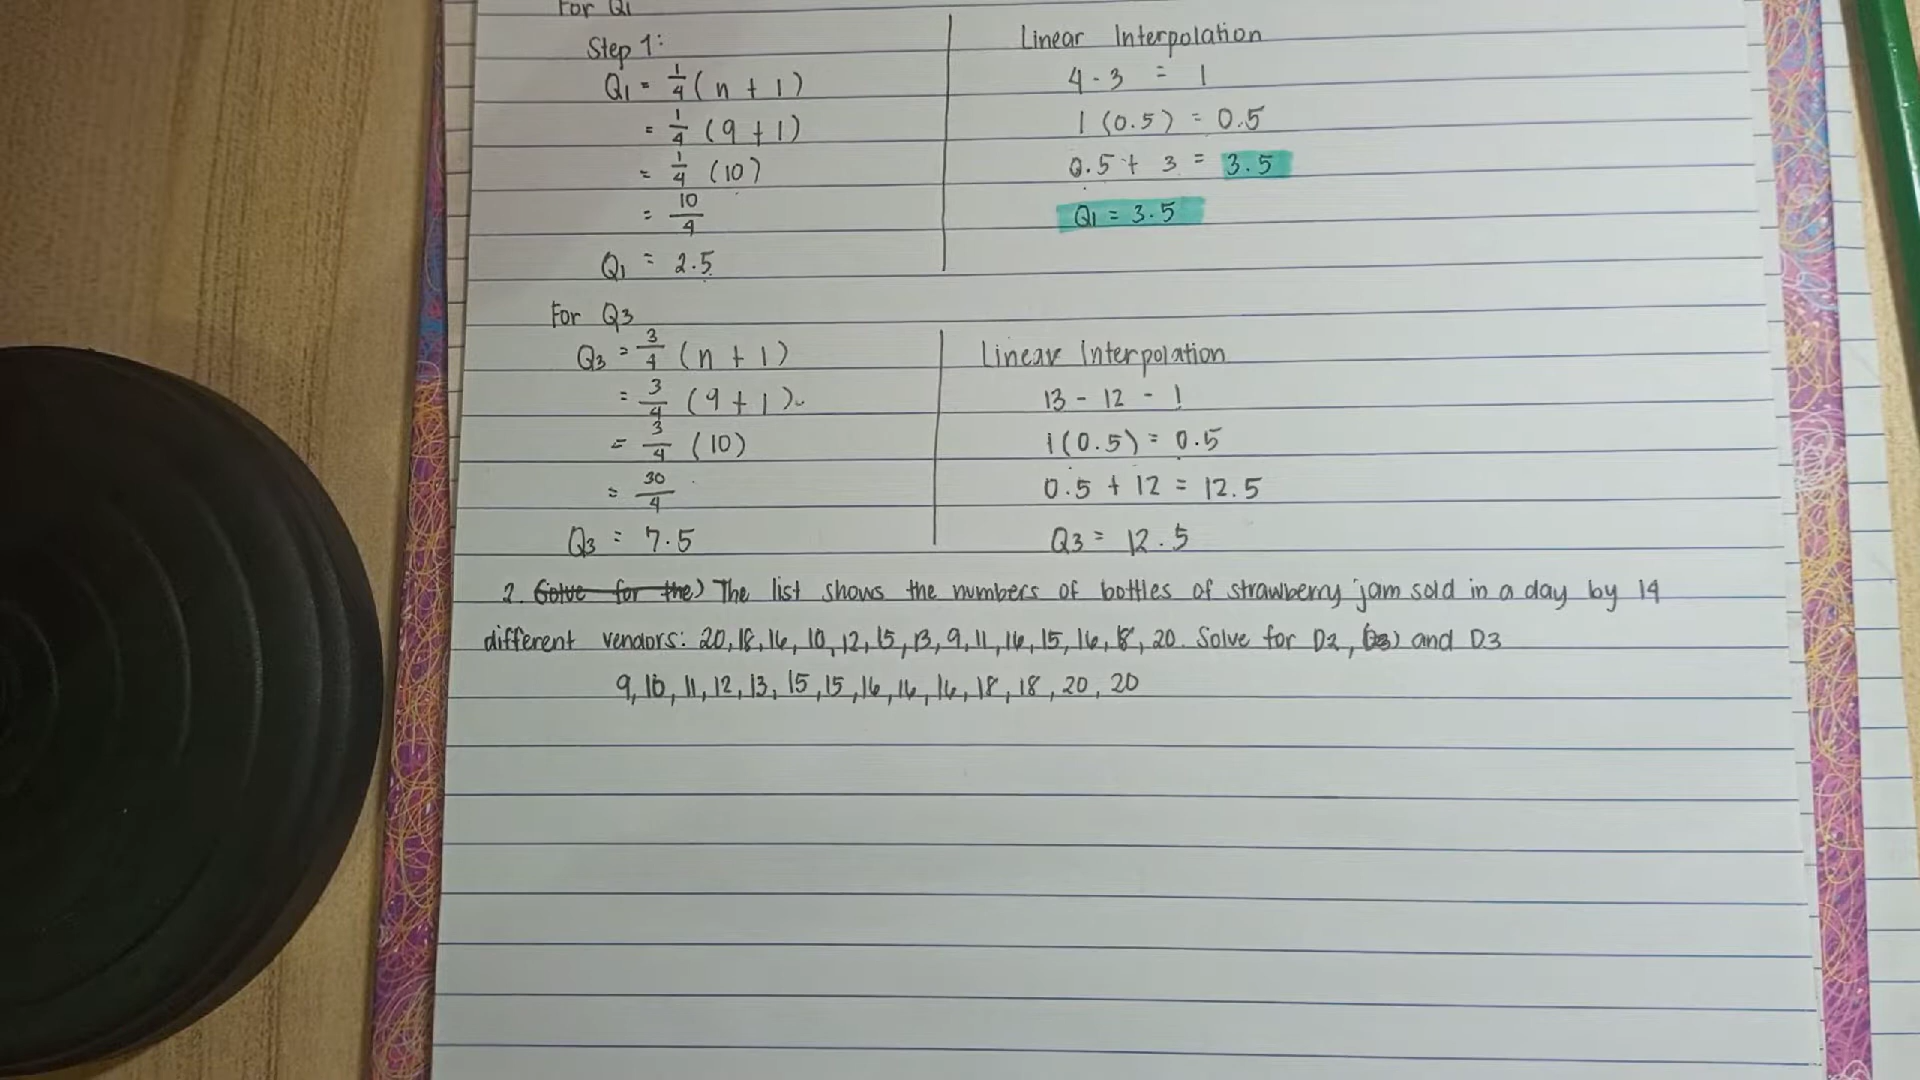 For Q1
Step 1:
Q1 = 1/4 (n + 1)
= 1/4 (9 + 1)
= 1/4 (10)
= 10/4
Q1 = 2.5
Linear Interpolation
4 - 3 = 1
1 (0.5) = 0.5
0.5 + 3 = 3.5
Q1 = 3.5
For Q3
Q3 = 3/4 (n + 1)
= 3/4 (9 + 1)
= 3/4 (10)
= 30/4
Q3 = 7.5
Linear Interpolation
13 - 12 - 1
1 (0.5) = 0.5
0.5 + 12 = 12.5
Q3 = 12.5
2. Solve for the) The list shows the numbers of bottles of strawberry jam sold in a day by 14
different vendors: 20, 18, 16, 10, 12, 15, 13, 9, 11, 16, 15, 16, 18, 20. Solve for D2, and D3
9, 10, 11, 12, 13, 15, 15, 16, 16, 16, 18, 18, 20, 20